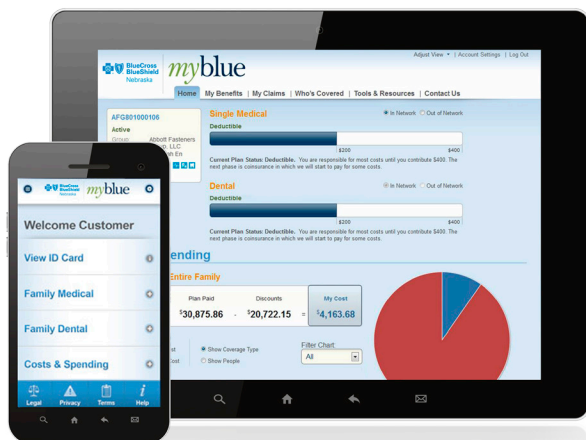 Adjust View ▼ | Account Settings | Log Out
BlueCross
BlueShield
Nebraska
myblue
Home | My Benefits | My Claims | Who's Covered | Tools & Resources | Contact Us
AFG801000106
Active
Group Abbott Fasteners
LLC
Single Medical
In Network Out of Network
Deductible
$200 $400
Current Plan Status: Deductible. You are responsible for most costs until you contribute $400. The
next phase is coinsurance in which we will start to pay for some costs.
Dental
In Network Out of Network
Deductible
$200 $400
Current Plan Status: Deductible. You are responsible for most costs until you contribute $400. The
next phase is coinsurance in which we will start to pay for some costs.
Entire Family
Plan Paid Discounts My Cost
$30,875.86 - $20,722.15 = $4,163.68
Show Coverage Type
Show People
Filter Chart:
All
BlueCross
BlueShield
Nebraska
myblue
Welcome Customer
View ID Card
Family Medical
Family Dental
Costs & Spending
Legal Privacy Terms Help